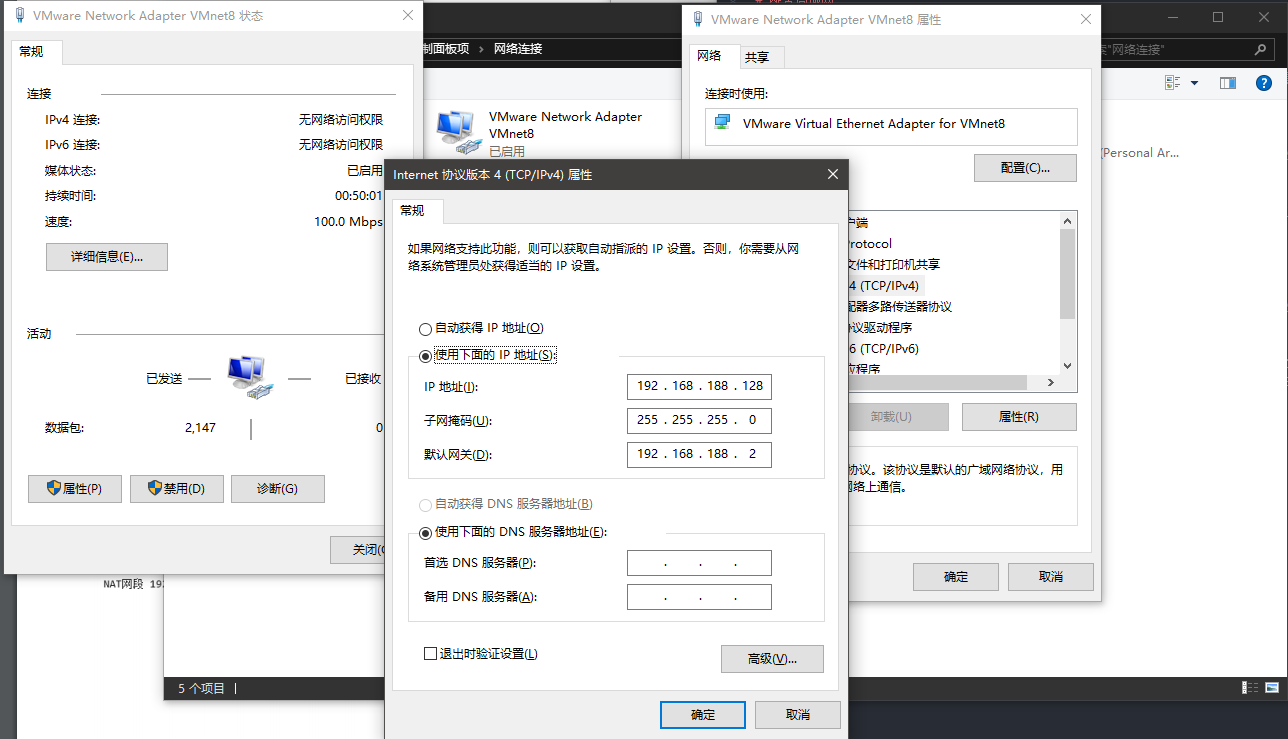 VMware Network Adapter VMnet8 状态
常规
连接
IPv4 连接:
无网络访问权限
IPv6 连接:
无网络访问权限
媒体状态:
已启用
持续时间:
00:50:01
速度:
100.0 Mbps
详细信息(E)...
活动
已发送
已接收
数据包:
2,147
0
属性(P)
禁用(D)
诊断(G)
关闭(C
NAT网段 19
5 个项目
制面板项
网络连接
"网络连接"
VMware Network Adapter
VMnet8
已启用
(Personal Ar...
VMware Network Adapter VMnet8 属性
网络
共享
连接时使用:
VMware Virtual Ethernet Adapter for VMnet8
配置(C)...
户端
rotocol
文件和打印机共享
4 (TCP/IPv4)
配器多路传送器协议
协议驱动程序
6 (TCP/IPv6)
应程序
卸载(U)
属性(R)
协议。该协议是默认的广域网络协议，用
网络上通信。
确定
取消
Internet 协议版本 4 (TCP/IPv4) 属性
常规
如果网络支持此功能，则可以获取自动指派的 IP 设置。否则，你需要从网
络系统管理员处获得适当的 IP 设置。
自动获得 IP 地址(O)
使用下面的 IP 地址(S):
IP 地址(I):
192 . 168 . 188 . 128
子网掩码(U):
255 . 255 . 255 . 0
默认网关(D):
192 . 168 . 188 . 2
自动获得 DNS 服务器地址(B)
使用下面的 DNS 服务器地址(E):
首选 DNS 服务器(P):
. . .
备用 DNS 服务器(A):
. . .
退出时验证设置(L)
高级(V)...
确定
取消